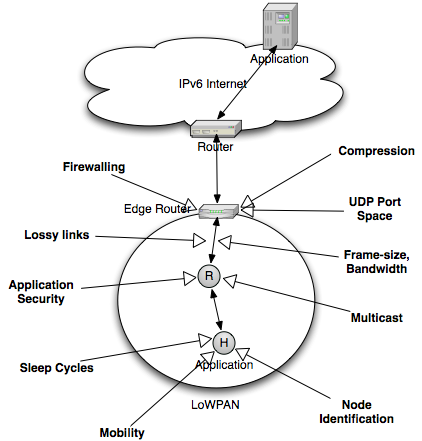 Application
IPv6 Internet
Router
Compression
Firewalling
Edge Router
UDP Port
Space
Lossy links
Frame-size,
Bandwidth
R
Application
Security
Multicast
H
Application
Sleep Cycles
LoWPAN
Node
Identification
Mobility